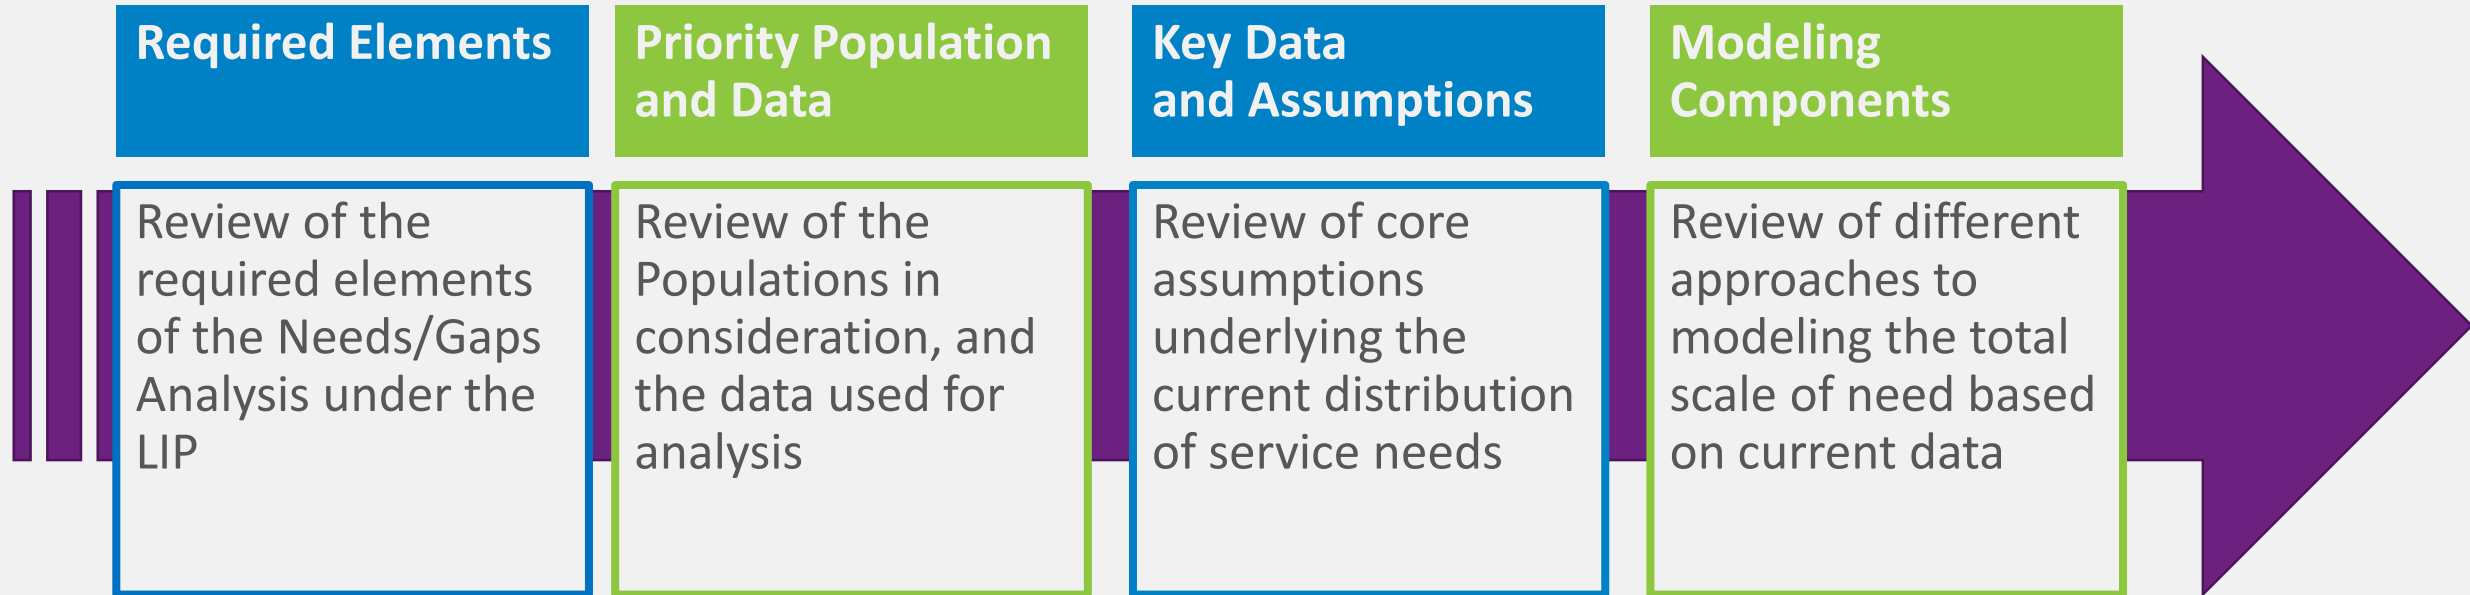 Required Elements
Review of the
required elements
of the Needs/Gaps
Analysis under the
LIP
Priority Population
and Data
Review of the
Populations in
consideration, and
the data used for
analysis
Key Data
and Assumptions
Review of core
assumptions
underlying the
current distribution
of service needs
Modeling
Components
Review of different
approaches to
modeling the total
scale of need based
on current data